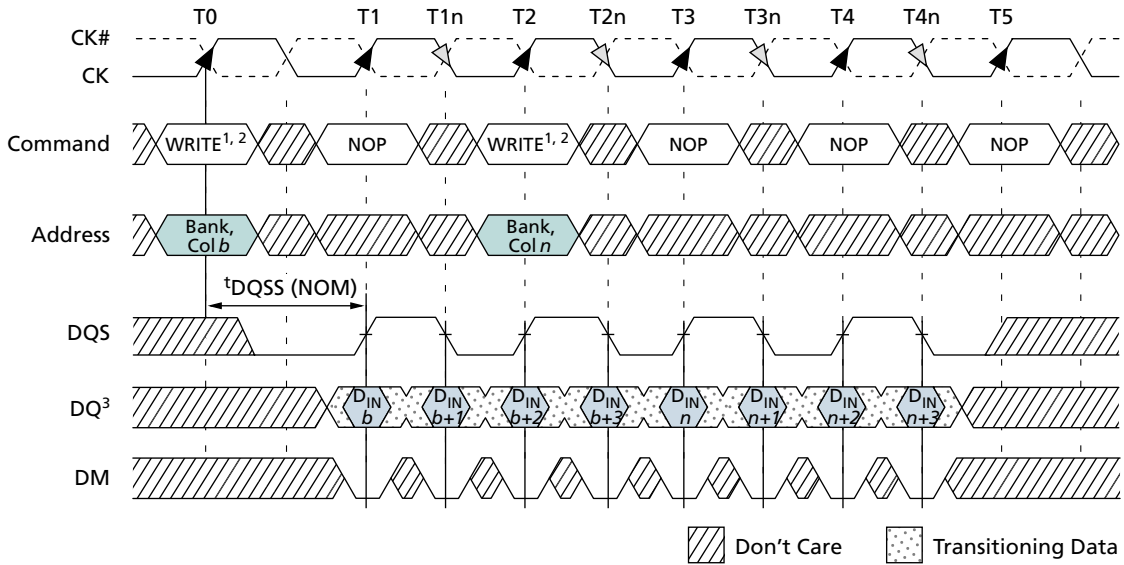 T0 T1 T1n T2 T2n T3 T3n T4 T4n T5
CK#
CK
Command WRITE1, 2 NOP WRITE1, 2 NOP NOP NOP
Address Bank, Col b Bank, Col n
tDQSS (NOM)
DQS
DQ3 DIN b DIN b+1 DIN b+2 DIN b+3 DIN n DIN n+1 DIN n+2 DIN n+3
DM
Don't Care Transitioning Data